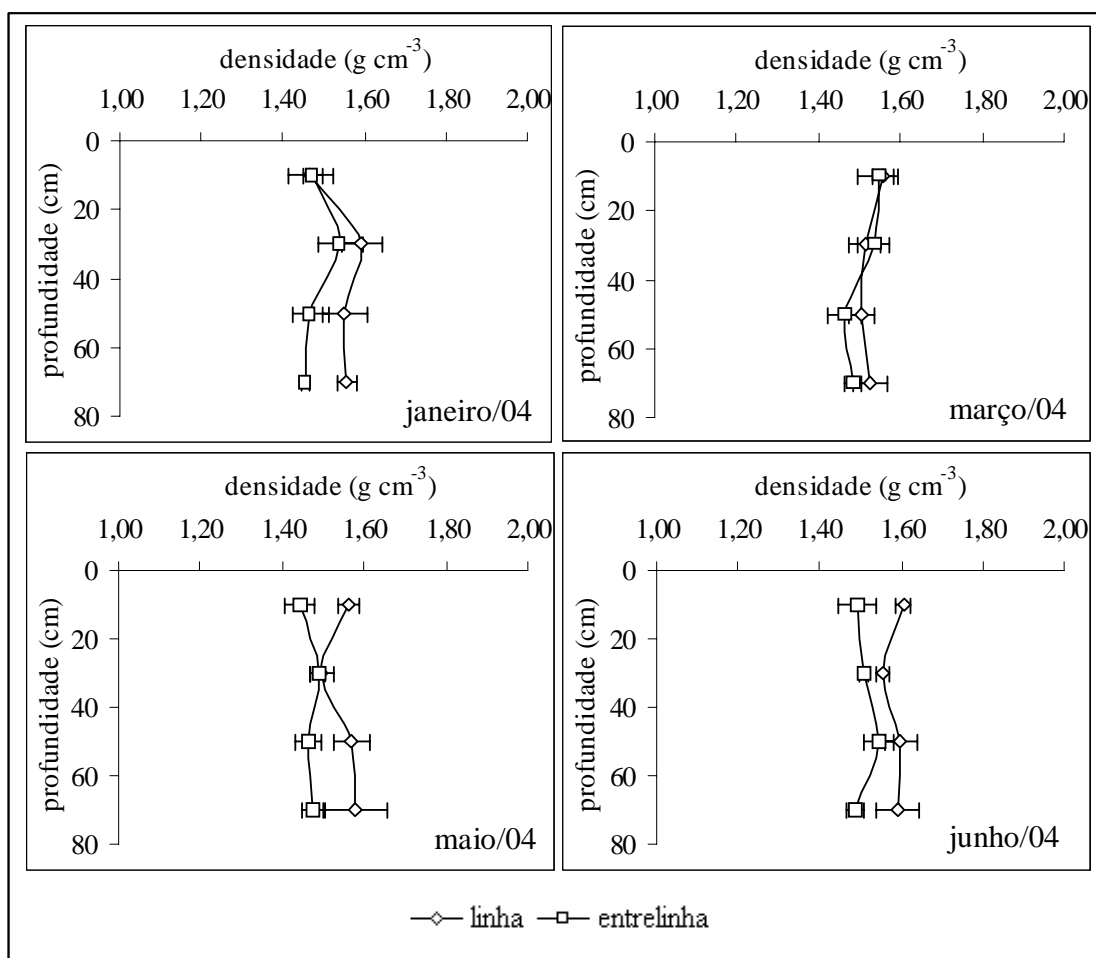 densidade (g cm-3)
1,00 1,20 1,40 1,60 1,80 2,00
0
20
40
60
80
profundidade (cm)
janeiro/04
densidade (g cm-3)
1,00 1,20 1,40 1,60 1,80 2,00
0
20
40
60
80
profundidade (cm)
março/04
densidade (g cm-3)
1,00 1,20 1,40 1,60 1,80 2,00
0
20
40
60
80
profundidade (cm)
maio/04
densidade (g cm-3)
1,00 1,20 1,40 1,60 1,80 2,00
0
20
40
60
80
profundidade (cm)
junho/04
linha entrelinha